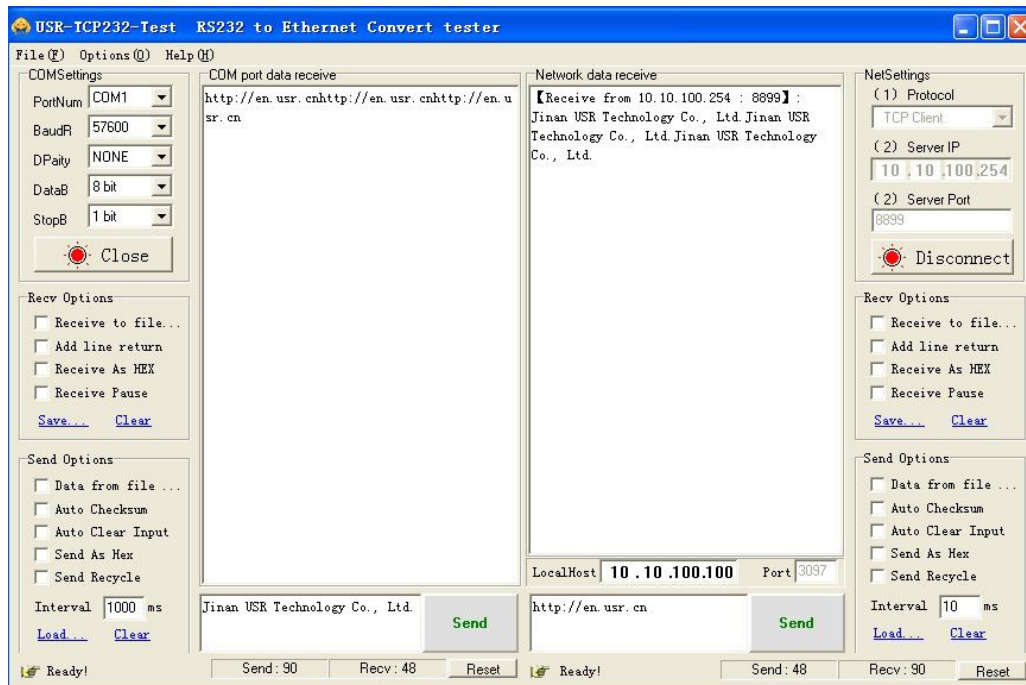 USR-TCP232-Test RS232 to Ethernet Convert tester
File(F) Options(O) Help(H)
COMSettings
PortNum COM1
BaudR 57600
DPaity NONE
DataB 8 bit
StopB 1 bit
Close
Recv Options
Receive to file...
Add line return
Receive As HEX
Receive Pause
Save... Clear
Send Options
Data from file ...
Auto Checksum
Auto Clear Input
Send As Hex
Send Recycle
Interval 1000 ms
Load... Clear
COM port data receive
http://en.usr.cnhttp://en.usr.cnhttp://en.u
sr.cn
Jinan USR Technology Co., Ltd.
Send
Network data receive
【Receive from 10.10.100.254 : 8899】:
Jinan USR Technology Co., Ltd.Jinan USR
Technology Co., Ltd.Jinan USR Technology
Co., Ltd.
LocalHost 10 .10 .100.100 Port 3097
http://en.usr.cn
Send
NetSettings
(1) Protocol
TCP Client
(2) Server IP
10 .10 .100.254
(2) Server Port
8899
Disconnect
Recv Options
Receive to file...
Add line return
Receive As HEX
Receive Pause
Save... Clear
Send Options
Data from file ...
Auto Checksum
Auto Clear Input
Send As Hex
Send Recycle
Interval 10 ms
Load... Clear
Ready! Send : 90 Recv : 48 Reset
Ready! Send : 48 Recv : 90 Reset